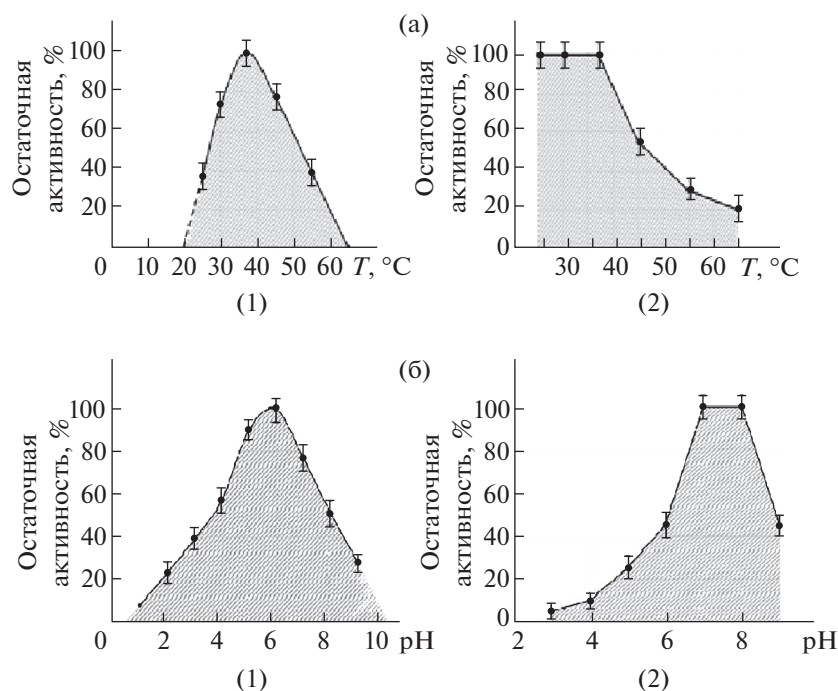 (а)
Остаточная
активность, %
100
80
60
40
20
0 10 20 30 40 50 60 T, °C
(1)
Остаточная
активность, %
100
80
60
40
20
0
30 40 50 60 T, °C
(2)
(б)
Остаточная
активность, %
100
80
60
40
20
0 2 4 6 8 10 pH
(1)
Остаточная
активность, %
100
80
60
40
20
0
2 4 6 8 pH
(2)